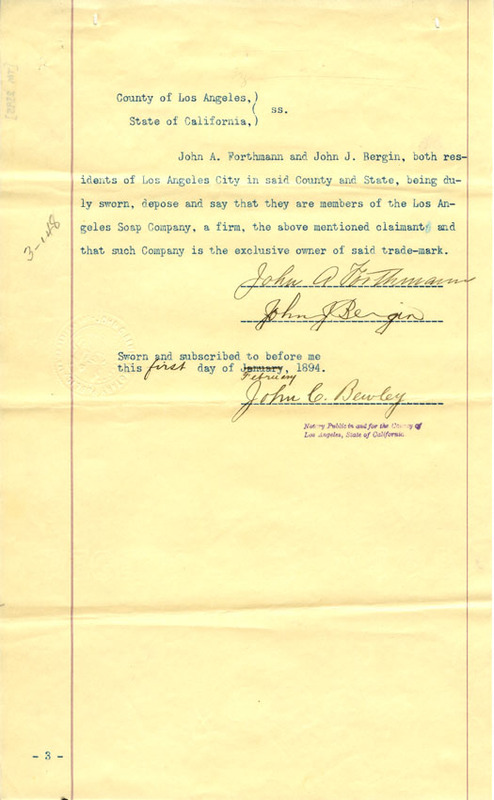 County of Los Angeles,)
( ss.
State of California,)
John A. Forthmann and John J. Bergin, both res-
idents of Los Angeles City in said County and State, being du-
ly sworn, depose and say that they are members of the Los An-
geles Soap Company, a firm, the above mentioned claimant and
that such Company is the exclusive owner of said trade-mark.
3-148
John A Forthmann
John J Bergin
Sworn and subscribed to before me
this first day of January, 1894.
February
John C. Bewley
Notary Public in and for the County of
Los Angeles, State of California.
- 3 -